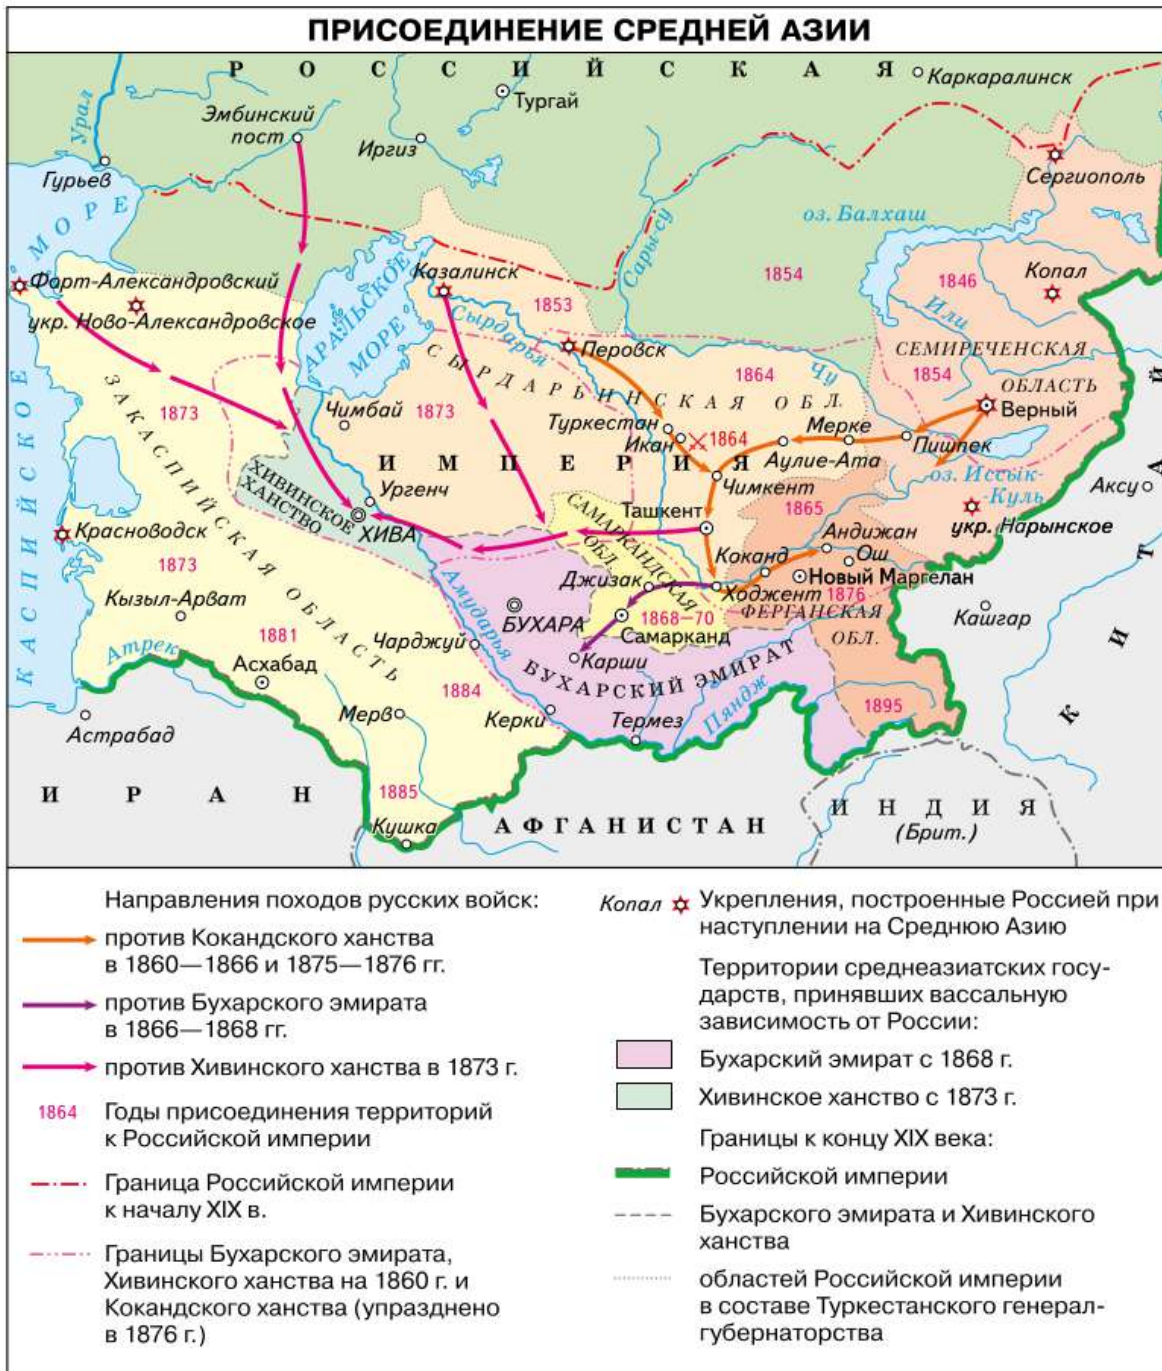 ПРИСОЕДИНЕНИЕ СРЕДНЕЙ АЗИИ
РОССИЙСКАЯ
Каркаралинск
Тургай
Эмбинский
пост
Урал
Иргиз
Гурьев
Сергиополь
МОРЕ
оз. Балхаш
Сары-су
Форт-Александровский
Казалинск
1854
1846
Копал
укр. Ново-Александровское
АРАЛЬСКОЕ
МОРЕ
1853
Сырдарья
Или
Перовск
СЕМИРЕЧЕНСКАЯ
ОБЛАСТЬ
1864
Чу
1854
СЫРДАРЬИНСКАЯ ОБЛ.
КАСПИЙСКОЕ
ЗАКАСПИЙСКАЯ ОБЛАСТЬ
1873
Чимбай
1873
Туркестан
Икан
1864
Мерке
Верный
Пишпек
Аулие-Ата
ИМПЕРИЯ
Чимкент
оз. Иссык-
Куль
Аксу
КИТАЙ
ХИВИНСКОЕ
ХАНСТВО
Ургенч
ХИВА
САМАРКАНДСКАЯ
ОБЛ.
Ташкент
1865
укр. Нарынское
Красноводск
Андижан
Ош
Коканд
1873
Джизак
Ходжент
Новый Маргелан
1876
Кызыл-Арват
Амударья
БУХАРА
1868—70
ФЕРГАНСКАЯ
ОБЛ.
Кашгар
Самарканд
1881
Чарджуй
Атрек
Асхабад
Карши
БУХАРСКИЙ ЭМИРАТ
1884
Мерв
Керки
Термез
Пяндж
1895
Астрабад
ИРАН
1885
Кушка
АФГАНИСТАН
ИНДИЯ
(Брит.)
Направления походов русских войск:
против Кокандского ханства
в 1860—1866 и 1875—1876 гг.
против Бухарского эмирата
в 1866—1868 гг.
против Хивинского ханства в 1873 г.
1864 Годы присоединения территорий
к Российской империи
Граница Российской империи
к началу XIX в.
Границы Бухарского эмирата,
Хивинского ханства на 1860 г. и
Кокандского ханства (упразднено
в 1876 г.)
Копал Укрепления, построенные Россией при
наступлении на Среднюю Азию
Территории среднеазиатских госу-
дарств, принявших вассальную
зависимость от России:
Бухарский эмират с 1868 г.
Хивинское ханство с 1873 г.
Границы к концу XIX века:
Российской империи
Бухарского эмирата и Хивинского
ханства
областей Российской империи
в составе Туркестанского генерал-
губернаторства